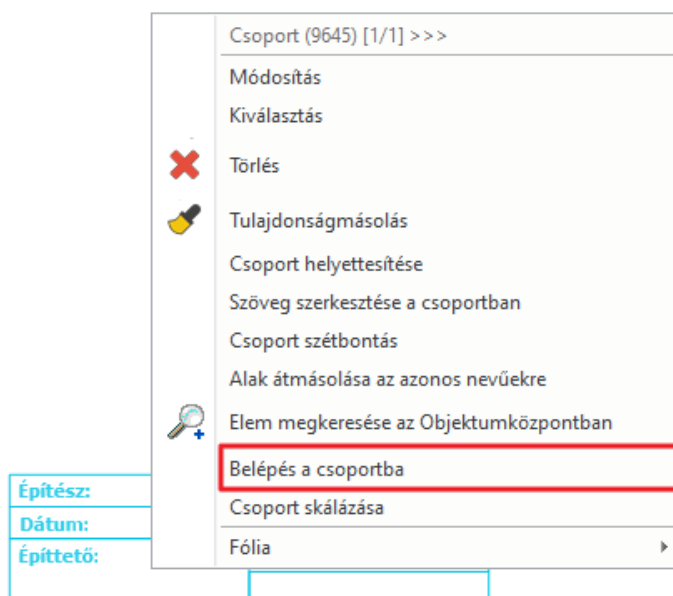 Csoport (9645) [1/1] >>>
Módosítás
Kiválasztás
Törlés
Tulajdonságmásolás
Csoport helyettesítése
Szöveg szerkesztése a csoportban
Csoport szétbontás
Alak átmásolása az azonos nevűekre
Elem megkeresése az Objektumközpontban
Belépés a csoportba
Csoport skálázása
Fólia
Építész:
Dátum:
Építtető: